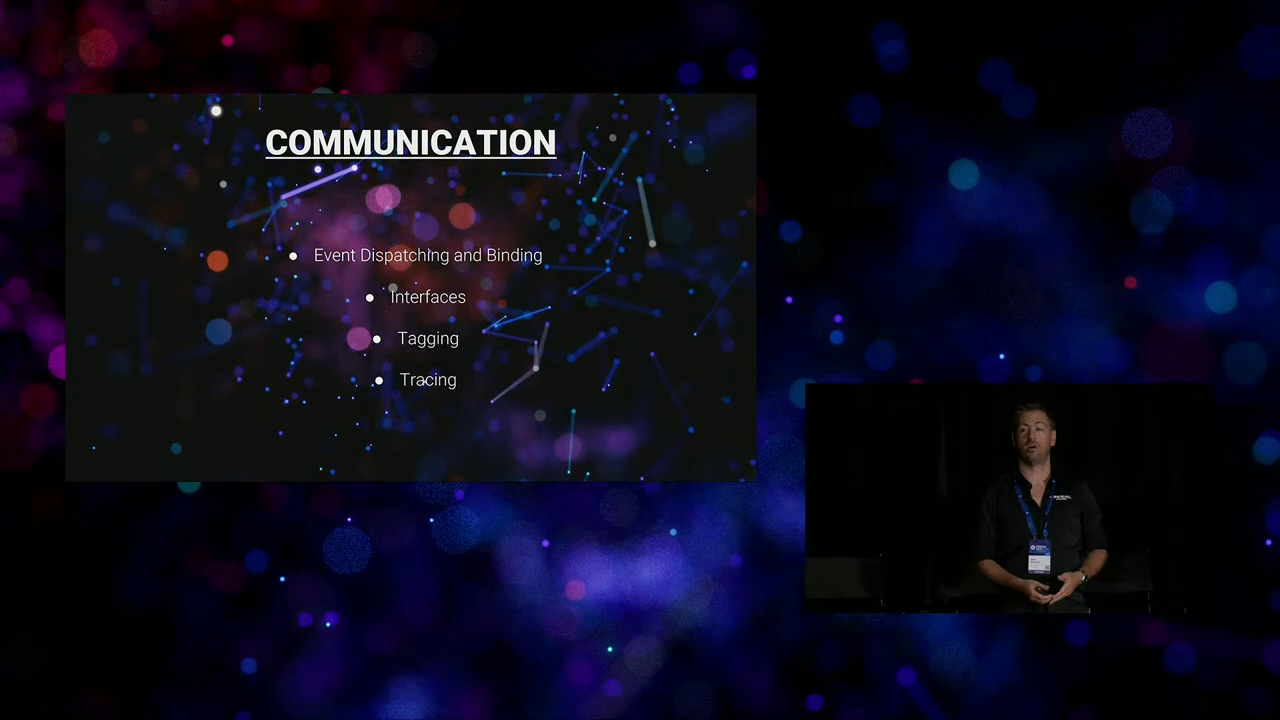 COMMUNICATION
Event Dispatching and Binding
Interfaces
Tagging
Tracing